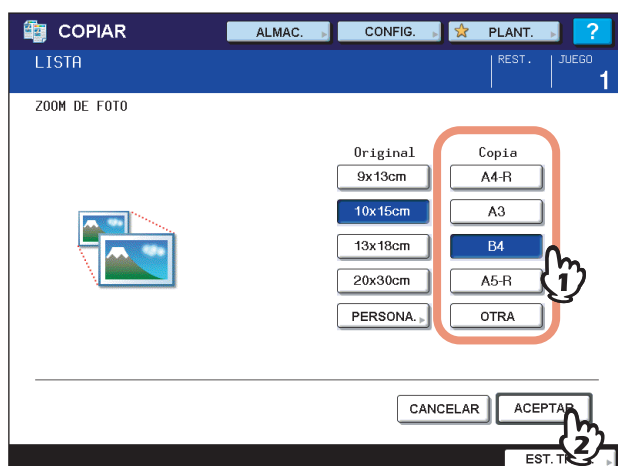 COPIAR
ALMAC.
CONFIG.
PLANT.
?
LISTA
REST.
JUEGO
1
ZOOM DE FOTO
Original
Copia
9x13cm
A4-R
10x15cm
A3
13x18cm
B4
1
20x30cm
A5-R
PERSONA.
OTRA
CANCELAR
ACEPTAR
2
EST.